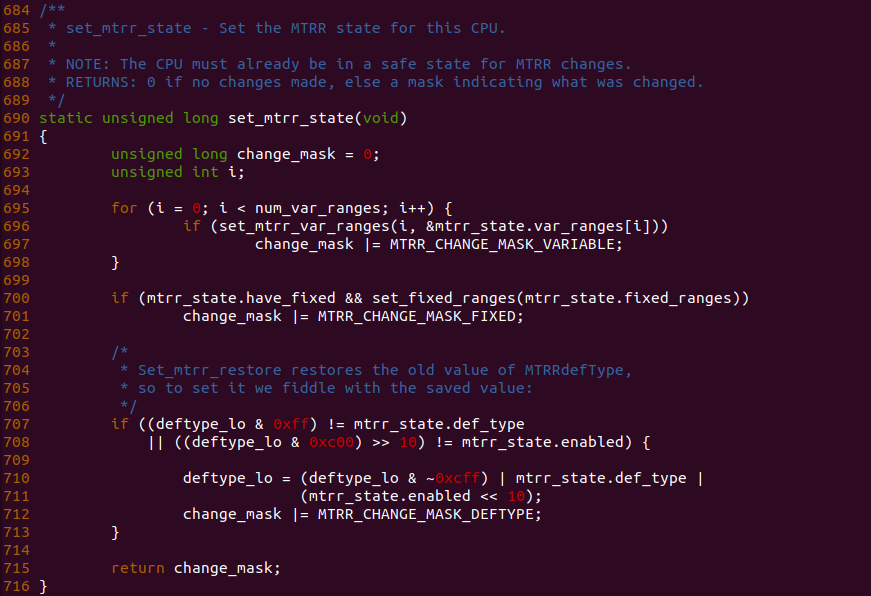 684 /**
685  * set_mtrr_state - Set the MTRR state for this CPU.
686  *
687  * NOTE: The CPU must already be in a safe state for MTRR changes.
688  * RETURNS: 0 if no changes made, else a mask indicating what was changed.
689  */
690 static unsigned long set_mtrr_state(void)
691 {
692         unsigned long change_mask = 0;
693         unsigned int i;
694
695         for (i = 0; i < num_var_ranges; i++) {
696                 if (set_mtrr_var_ranges(i, &mtrr_state.var_ranges[i]))
697                         change_mask |= MTRR_CHANGE_MASK_VARIABLE;
698         }
699
700         if (mtrr_state.have_fixed && set_fixed_ranges(mtrr_state.fixed_ranges))
701                 change_mask |= MTRR_CHANGE_MASK_FIXED;
702
703         /*
704          * Set_mtrr_restore restores the old value of MTRRdefType,
705          * so to set it we fiddle with the saved value:
706          */
707         if ((deftype_lo & 0xff) != mtrr_state.def_type
708             || ((deftype_lo & 0xc00) >> 10) != mtrr_state.enabled) {
709
710                 deftype_lo = (deftype_lo & ~0xcff) | mtrr_state.def_type |
711                              (mtrr_state.enabled << 10);
712                 change_mask |= MTRR_CHANGE_MASK_DEFTYPE;
713         }
714
715         return change_mask;
716 }